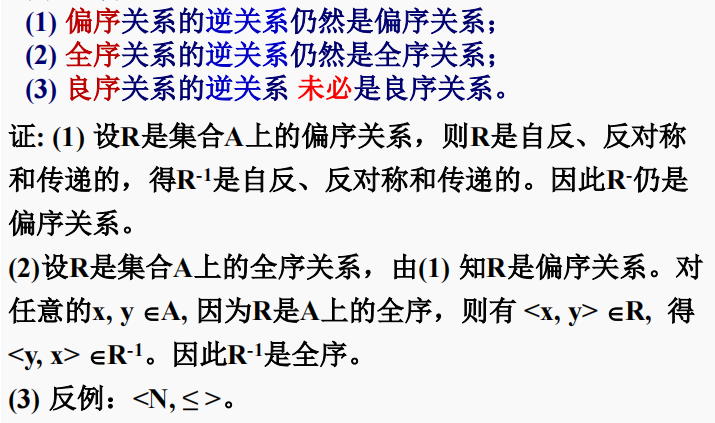 (1) 偏序关系的逆关系仍然是偏序关系；
(2) 全序关系的逆关系仍然是全序关系；
(3) 良序关系的逆关系 未必是良序关系。
证: (1) 设R是集合A上的偏序关系，则R是自反、反对称
和传递的，得R-1是自反、反对称和传递的。因此R-仍是
偏序关系。
(2)设R是集合A上的全序关系，由(1) 知R是偏序关系。对
任意的x, y ∈A, 因为R是A上的全序，则有 <x, y> ∈R, 得
<y, x> ∈R-1。因此R-1是全序。
(3) 反例：<N, ≤ >。